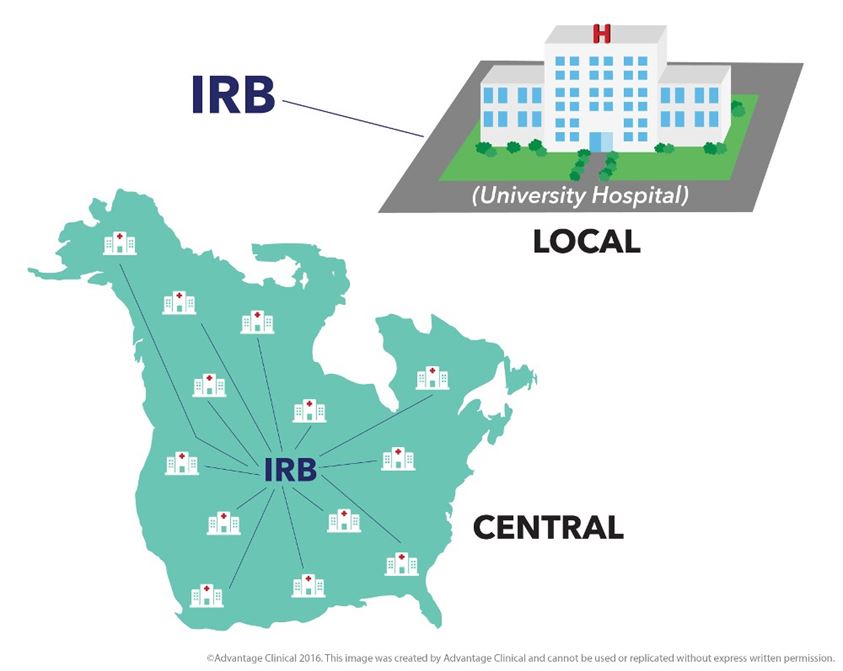 H
IRB
(University Hospital)
LOCAL
IRB
CENTRAL
©Advantage Clinical 2016. This image was created by Advantage Clinical and cannot be used or replicated without express written permission.